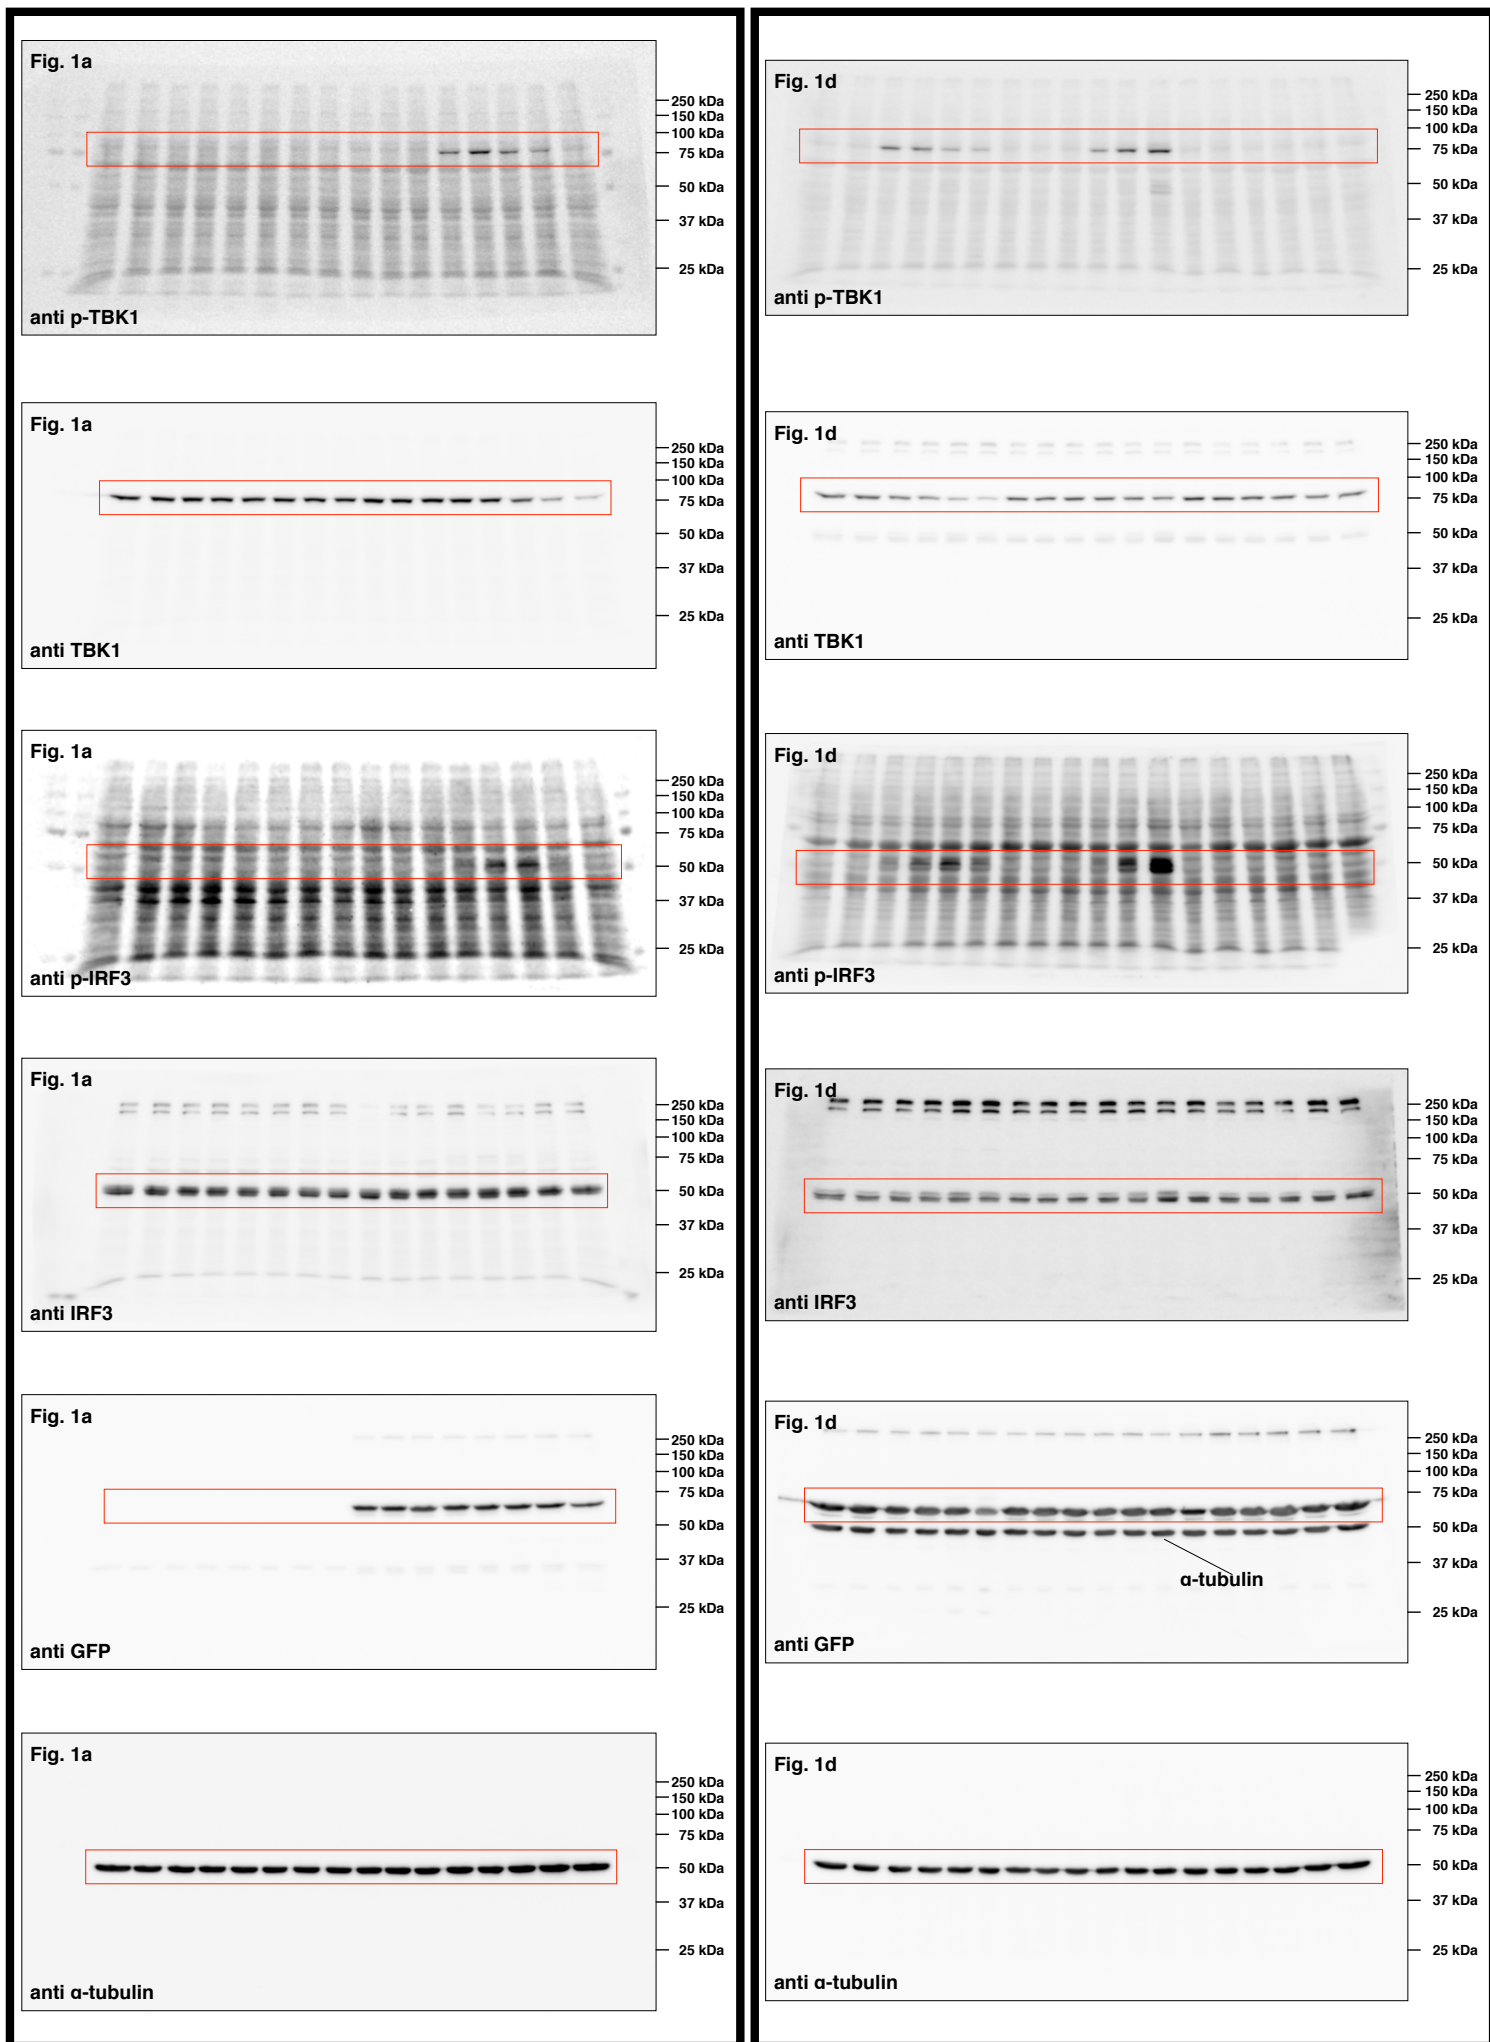 Fig. 1a
250 kDa
150 kDa
100 kDa
75 kDa
50 kDa
37 kDa
25 kDa
anti p-TBK1
Fig. 1a
250 kDa
150 kDa
100 kDa
75 kDa
50 kDa
37 kDa
25 kDa
anti TBK1
Fig. 1a
250 kDa
150 kDa
100 kDa
75 kDa
50 kDa
37 kDa
25 kDa
anti p-IRF3
Fig. 1a
250 kDa
150 kDa
100 kDa
75 kDa
50 kDa
37 kDa
25 kDa
anti IRF3
Fig. 1a
250 kDa
150 kDa
100 kDa
75 kDa
50 kDa
37 kDa
25 kDa
anti GFP
Fig. 1a
250 kDa
150 kDa
100 kDa
75 kDa
50 kDa
37 kDa
25 kDa
anti α-tubulin
Fig. 1d
250 kDa
150 kDa
100 kDa
75 kDa
50 kDa
37 kDa
25 kDa
anti p-TBK1
Fig. 1d
250 kDa
150 kDa
100 kDa
75 kDa
50 kDa
37 kDa
25 kDa
anti TBK1
Fig. 1d
250 kDa
150 kDa
100 kDa
75 kDa
50 kDa
37 kDa
25 kDa
anti p-IRF3
Fig. 1d
250 kDa
150 kDa
100 kDa
75 kDa
50 kDa
37 kDa
25 kDa
anti IRF3
Fig. 1d
250 kDa
150 kDa
100 kDa
75 kDa
50 kDa
37 kDa
α-tubulin
25 kDa
anti GFP
Fig. 1d
250 kDa
150 kDa
100 kDa
75 kDa
50 kDa
37 kDa
25 kDa
anti α-tubulin